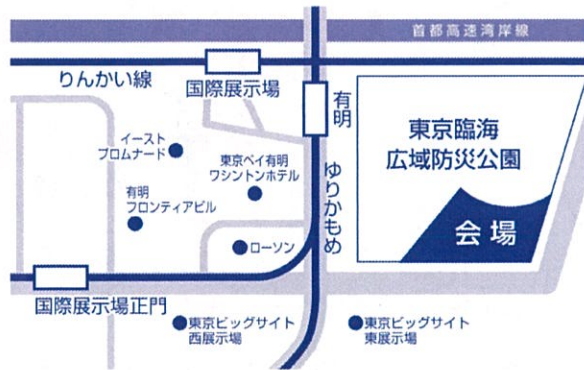 首都高速湾岸線
りんかい線
国際展示場
有明
東京臨海
広域防災公園
イースト
プロムナード
東京ベイ有明
ワシントンホテル
ゆりかもめ
有明
フロンティアビル
会場
ローソン
国際展示場正門
東京ビッグサイト
西展示場
東京ビッグサイト
東展示場